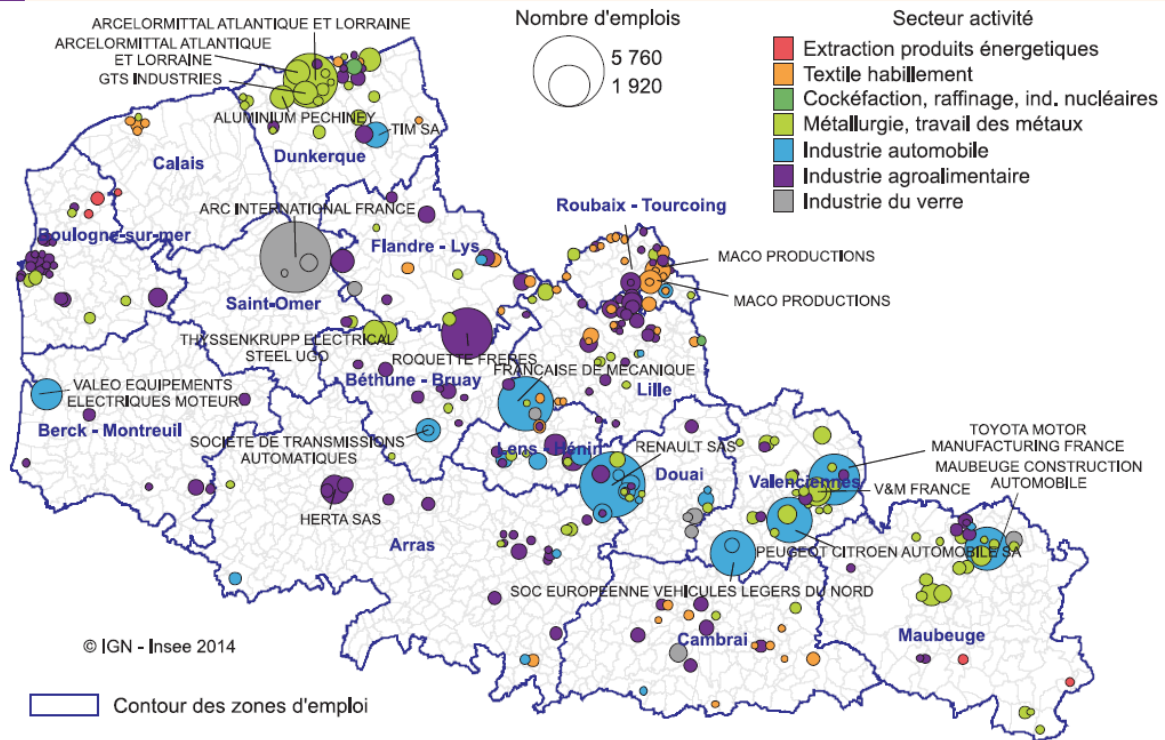 ARCELORMITTAL ATLANTIQUE ET LORRAINE
ARCELORMITTAL ATLANTIQUE
ET LORRAINE
GTS INDUSTRIES
ALUMINIUM PECHINEY
TIM SA
Calais
Dunkerque
Nombre d'emplois
5 760
1 920
Secteur activité
Extraction produits énergetiques
Textile habillement
Cockéfaction, raffinage, ind. nucléaires
Métallurgie, travail des métaux
Industrie automobile
Industrie agroalimentaire
Industrie du verre
ARC INTERNATIONAL FRANCE
Boulogne-sur-mer
Flandre - Lys
Roubaix - Tourcoing
MACO PRODUCTIONS
MACO PRODUCTIONS
Saint-Omer
THYSSENKRUPP ELECTRICAL
STEEL UGO
ROQUETTE FRERES
FRANCAISE DE MECANIQUE
Béthune - Bruay
Lille
VALEO EQUIPEMENTS
ELECTRIQUES MOTEUR
Berck - Montreuil
SOCIETE DE TRANSMISSIONS
AUTOMATIQUES
Lens - Hénin
RENAULT SAS
Douai
TOYOTA MOTOR
MANUFACTURING FRANCE
MAUBEUGE CONSTRUCTION
AUTOMOBILE
Valenciennes
V&M FRANCE
HERTA SAS
Arras
PEUGEOT CITROEN AUTOMOBILE SA
SOC EUROPEENNE VEHICULES LEGERS DU NORD
Cambrai
Maubeuge
© IGN - Insee 2014
Contour des zones d'emploi